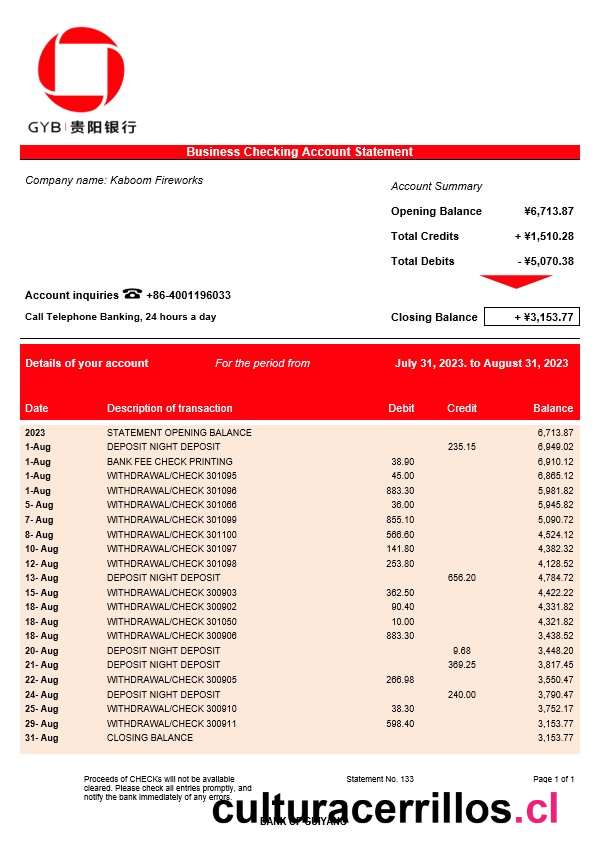 GYB 贵阳银行
Business Checking Account Statement
Company name: Kaboom Fireworks
Account Summary
Opening Balance ¥6,713.87
Total Credits + ¥1,510.28
Total Debits - ¥5,070.38
Account inquiries ☎ +86-4001196033
Call Telephone Banking, 24 hours a day
Closing Balance + ¥3,153.77
Details of your account For the period from July 31, 2023. to August 31, 2023
Date Description of transaction Debit Credit Balance
2023 STATEMENT OPENING BALANCE 6,713.87
1-Aug DEPOSIT NIGHT DEPOSIT 235.15 6,949.02
1-Aug BANK FEE CHECK PRINTING 38.90 6,910.12
1-Aug WITHDRAWAL/CHECK 301095 45.00 6,865.12
1-Aug WITHDRAWAL/CHECK 301096 883.30 5,981.82
5- Aug WITHDRAWAL/CHECK 301066 36.00 5,945.82
7- Aug WITHDRAWAL/CHECK 301099 855.10 5,090.72
8- Aug WITHDRAWAL/CHECK 301100 566.60 4,524.12
10- Aug WITHDRAWAL/CHECK 301097 141.80 4,382.32
12- Aug WITHDRAWAL/CHECK 301098 253.80 4,128.52
13- Aug DEPOSIT NIGHT DEPOSIT 656.20 4,784.72
15- Aug WITHDRAWAL/CHECK 300903 362.50 4,422.22
18- Aug WITHDRAWAL/CHECK 300902 90.40 4,331.82
18- Aug WITHDRAWAL/CHECK 301050 10.00 4,321.82
18- Aug WITHDRAWAL/CHECK 300906 883.30 3,438.52
20- Aug DEPOSIT NIGHT DEPOSIT 9.68 3,448.20
21- Aug DEPOSIT NIGHT DEPOSIT 369.25 3,817.45
22- Aug WITHDRAWAL/CHECK 300905 266.98 3,550.47
24- Aug DEPOSIT NIGHT DEPOSIT 240.00 3,790.47
25- Aug WITHDRAWAL/CHECK 300910 38.30 3,752.17
29- Aug WITHDRAWAL/CHECK 300911 598.40 3,153.77
31- Aug CLOSING BALANCE 3,153.77
Proceeds of CHECKs will not be available Statement No. 133 Page 1 of 1
cleared. Please check all entries promptly, and
notify the bank immediately of any errors.
culturacerrillos.cl
BANK OF GUIYANG